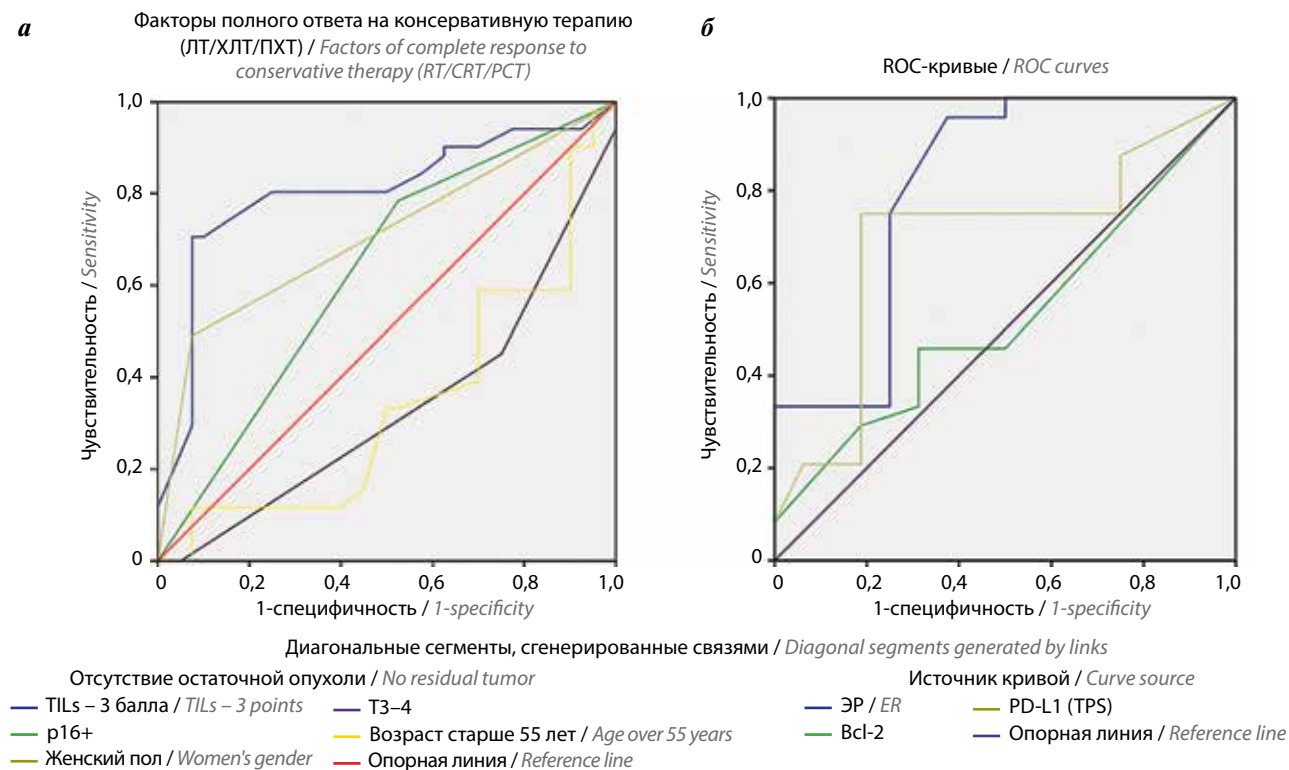 а
Факторы полного ответа на консервативную терапию
(ЛТ/ХЛТ/ПХТ) / Factors of complete response to
conservative therapy (RT/CRT/PCT)
1,0
0,8
0,6
0,4
0,2
0
Чувствительность / Sensitivity
0
0,2
0,4
0,6
0,8
1,0
1-специфичность / 1-specificity
б
ROC-кривые / ROC curves
1,0
0,8
0,6
0,4
0,2
0
Чувствительность / Sensitivity
0
0,2
0,4
0,6
0,8
1,0
1-специфичность / 1-specificity
Диагональные сегменты, сгенерированные связями / Diagonal segments generated by links
Отсутствие остаточной опухоли / No residual tumor
TILs – 3 балла / TILs – 3 points
p16+
Женский пол / Women's gender
T3–4
Возраст старше 55 лет / Age over 55 years
Опорная линия / Reference line
Источник кривой / Curve source
ЭР / ER
Bcl-2
PD-L1 (TPS)
Опорная линия / Reference line